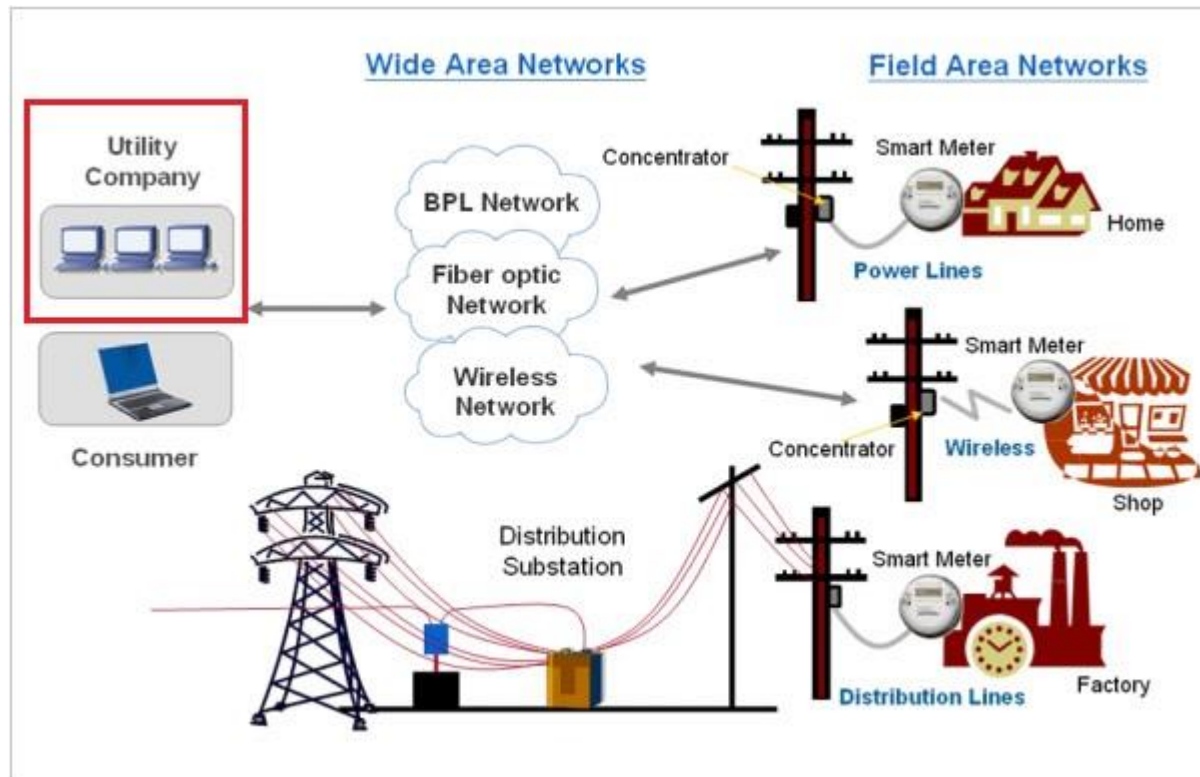 Wide Area Networks
Field Area Networks
Utility
Company
Consumer
BPL Network
Fiber optic
Network
Wireless
Network
Concentrator
Smart Meter
Home
Power Lines
Smart Meter
Concentrator
Wireless
Shop
Distribution
Substation
Smart Meter
Distribution Lines
Factory